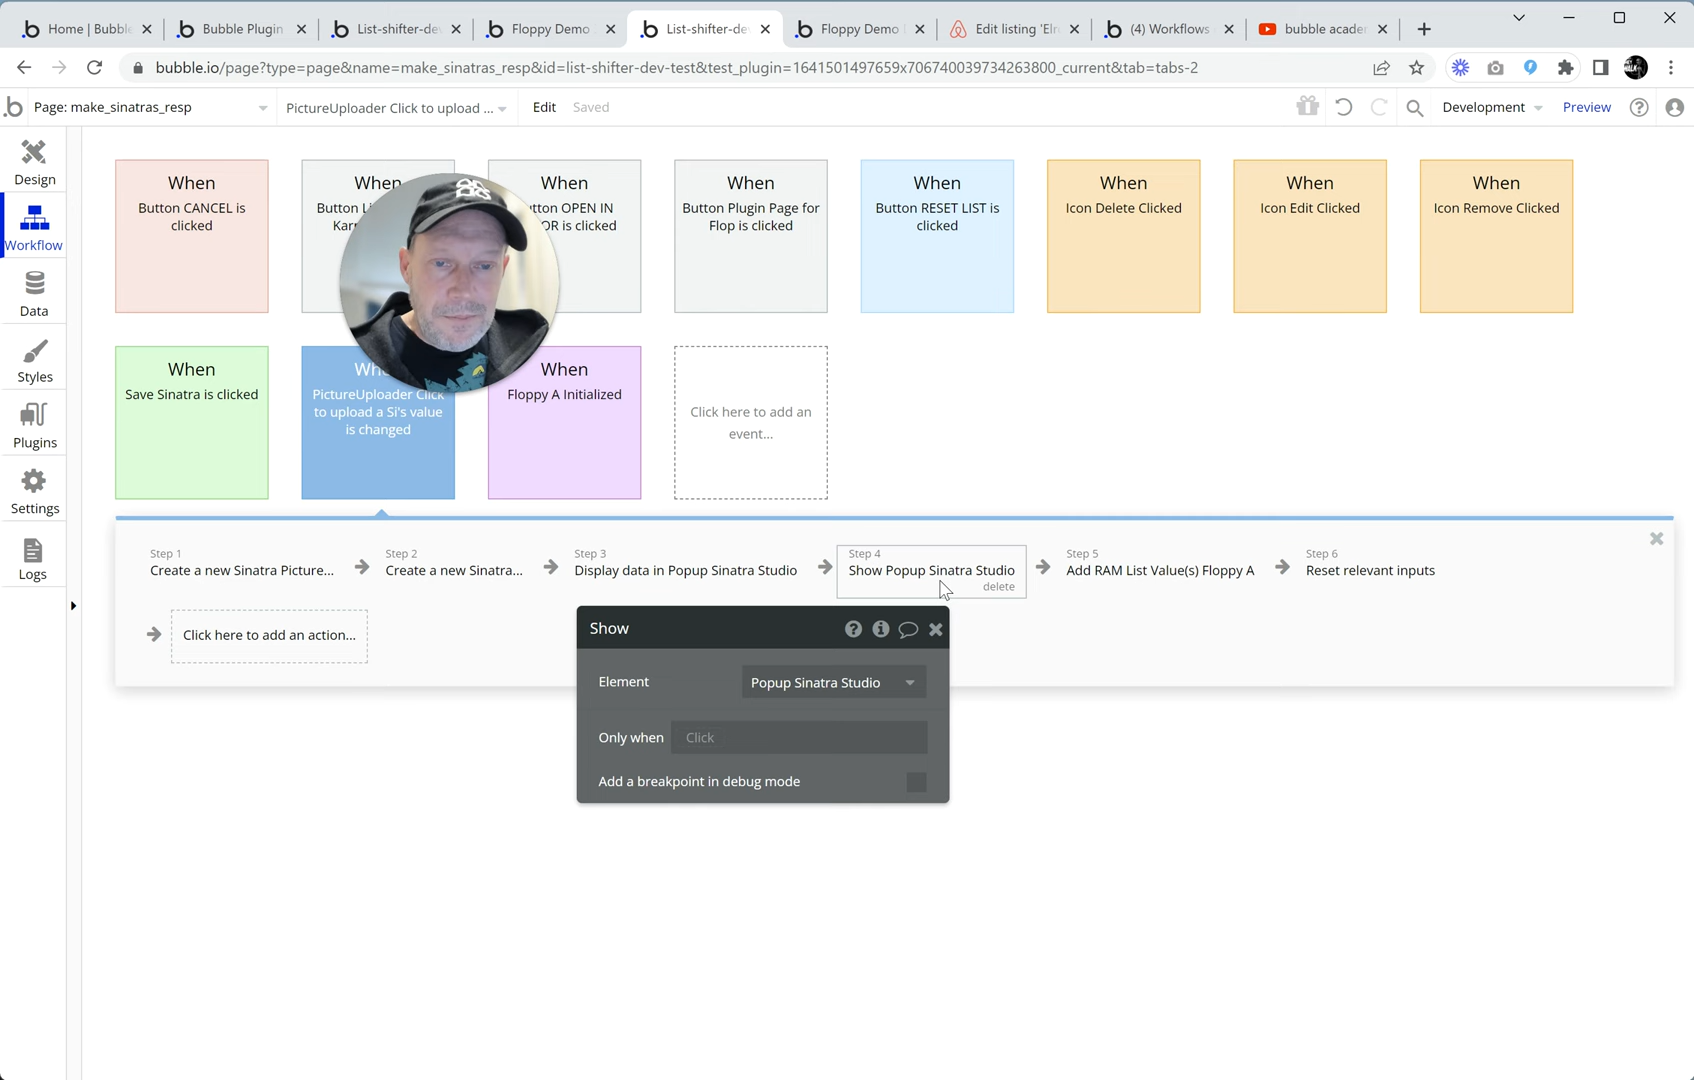 Home | Bubble
Bubble Plugin
List-shifter-de
Floppy Demo
List-shifter-de
Floppy Demo
Edit listing 'Elr
(4) Workflows
bubble acade
bubble.io/page?type=page&name=make_sinatras_resp&id=list-shifter-dev-test&test_plugin=1641501497659x706740039734263800_current&tab=tabs-2
Page: make_sinatras_resp
PictureUploader Click to upload ...
Edit
Saved
Development
Preview
Design
Workflow
Data
Styles
Plugins
Settings
Logs
When
Button CANCEL is
clicked
When
Button
When
OPEN IN
is clicked
When
Button Plugin Page for
Flop is clicked
When
Button RESET LIST is
clicked
When
Icon Delete Clicked
When
Icon Edit Clicked
When
Icon Remove Clicked
When
Save Sinatra is clicked
PictureUploader Click
to upload a Si's value
is changed
When
Floppy A Initialized
Click here to add an
event...
Step 1
Create a new Sinatra Picture...
Step 2
Create a new Sinatra...
Step 3
Display data in Popup Sinatra Studio
Step 4
Show Popup Sinatra Studio
delete
Step 5
Add RAM List Value(s) Floppy A
Step 6
Reset relevant inputs
Click here to add an action...
Show
Element
Popup Sinatra Studio
Only when
Click
Add a breakpoint in debug mode